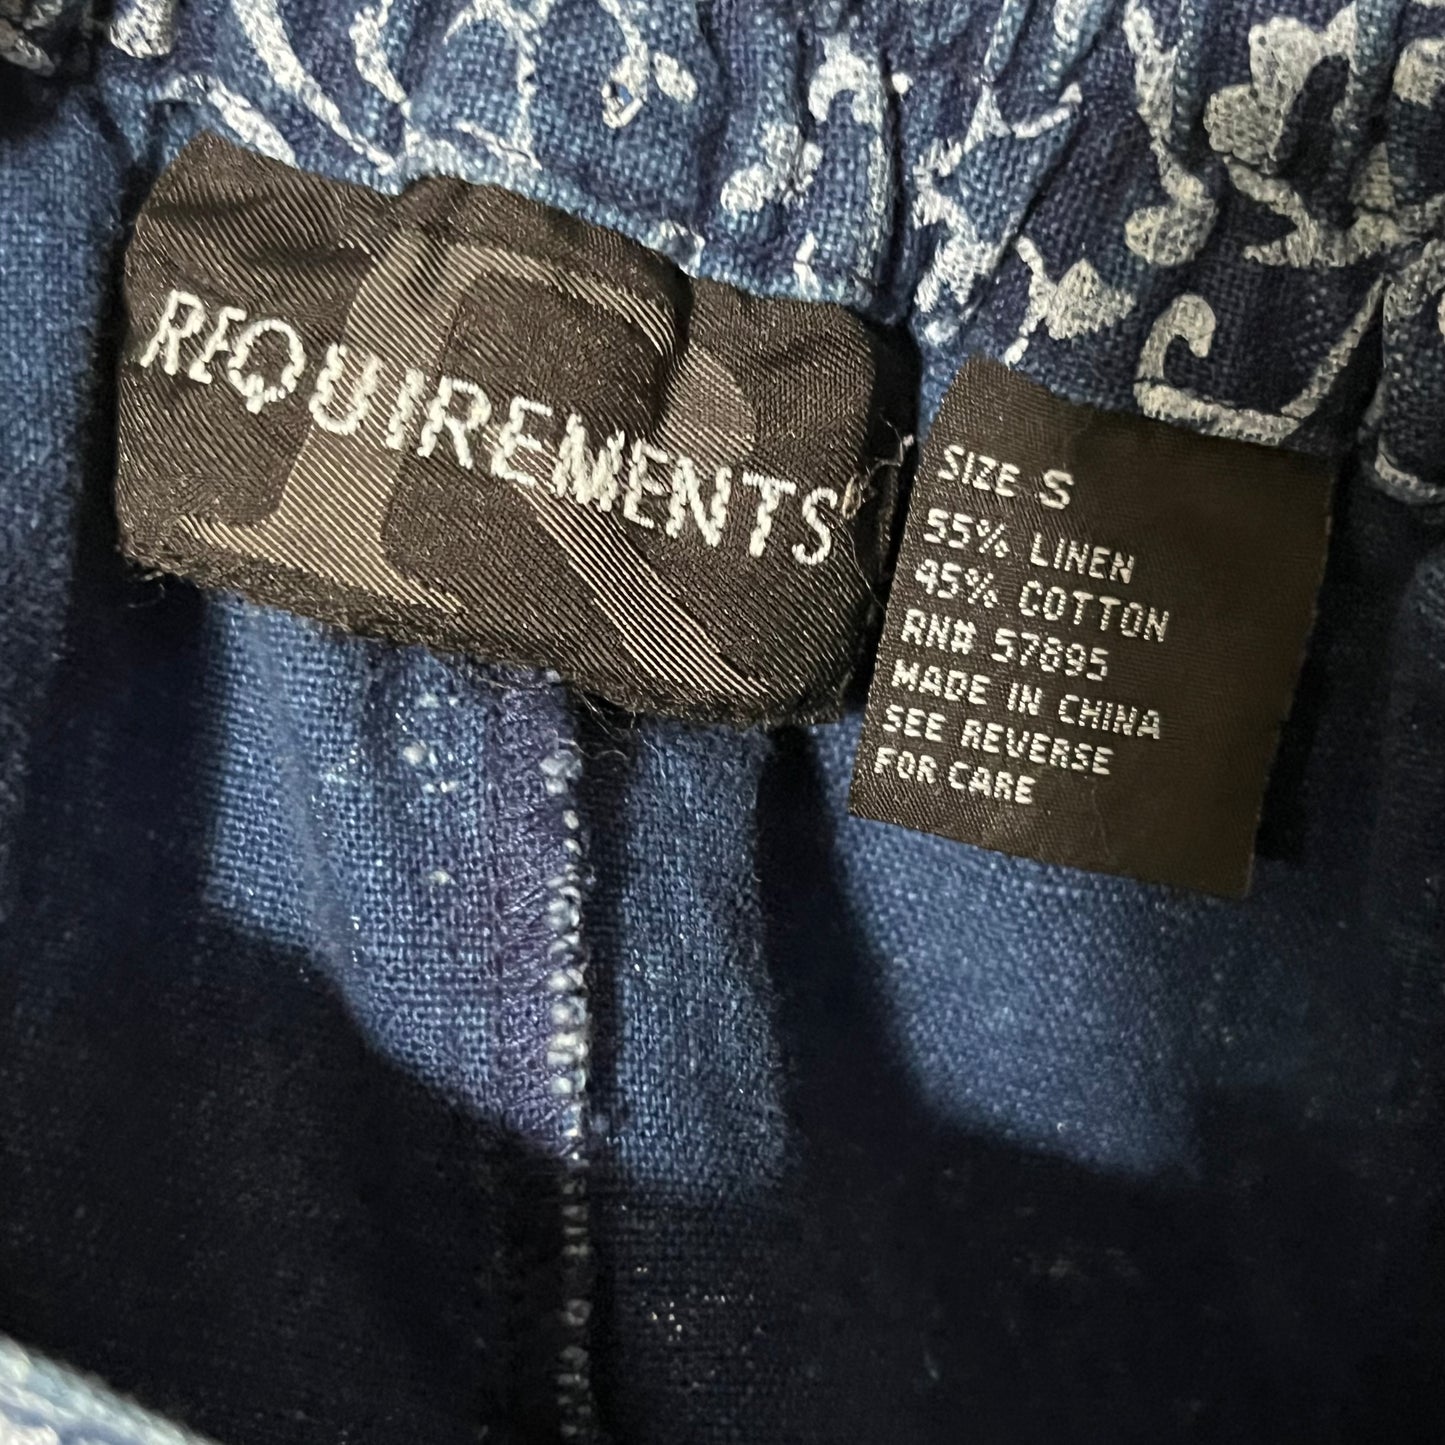 REQUIREMENTS
SIZE S
55% LINEN
45% COTTON
RN# 57895
MADE IN CHINA
SEE REVERSE
FOR CARE